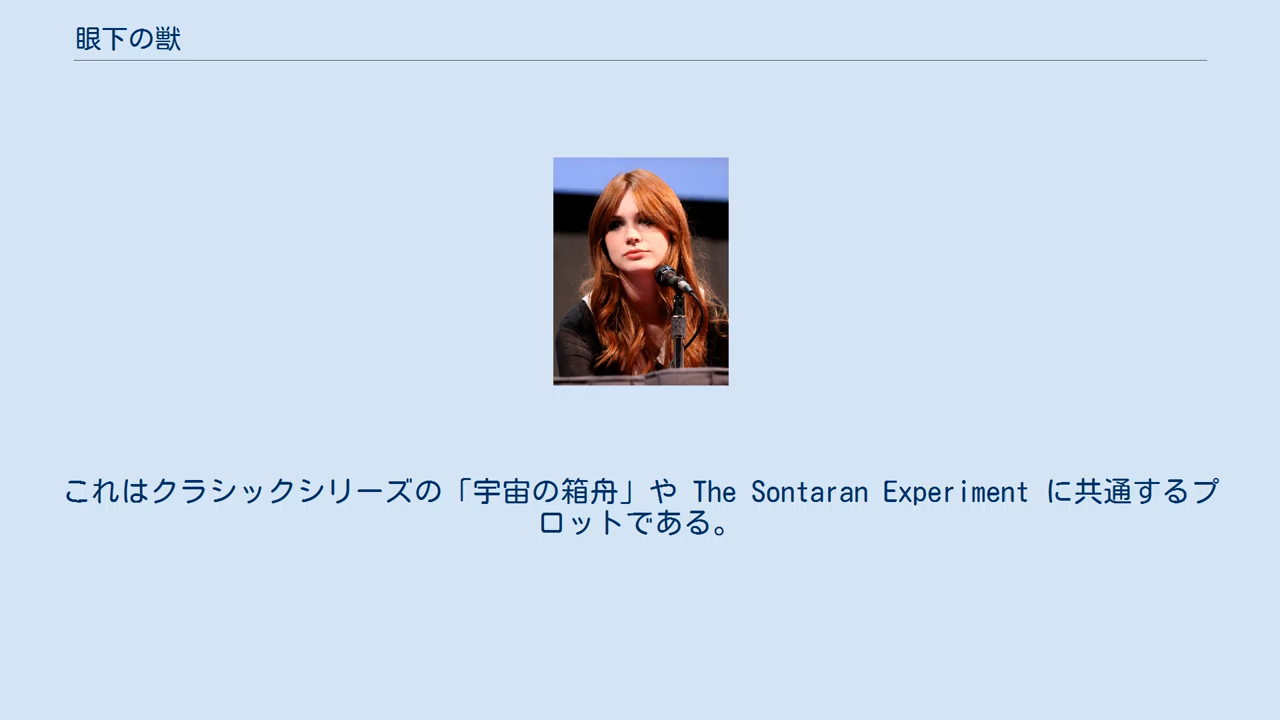 眼下の獣
これはクラシックシリーズの「宇宙の箱舟」や The Sontaran Experiment に共通するプ
ロットである。